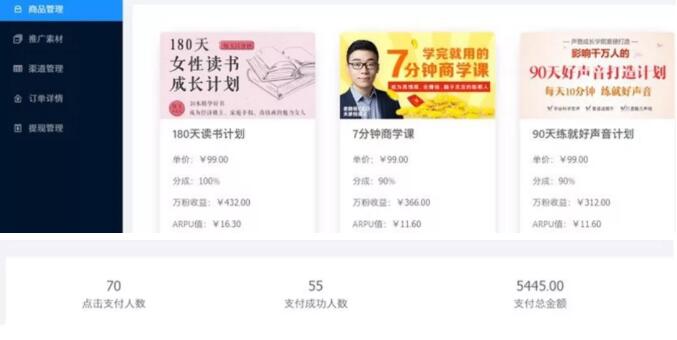 商品管理
推广素材
渠道管理
订单详情
提现管理
180天
女性读书
成长计划
180天读书计划
单价：￥99.00
分成：100%
万粉收益：￥432.00
ARPU值：￥16.30
学完就用的
7分钟商学课
7分钟商学课
单价：￥99.00
分成：90%
万粉收益：￥366.00
ARPU值：￥11.60
影响千万人的
90天好声音打造计划
每天10分钟 练就好声音
90天练就好声音计划
单价：￥99.00
分成：90%
万粉收益：￥312.00
ARPU值：￥11.60
70
点击支付人数
55
支付成功人数
5445.00
支付总金额